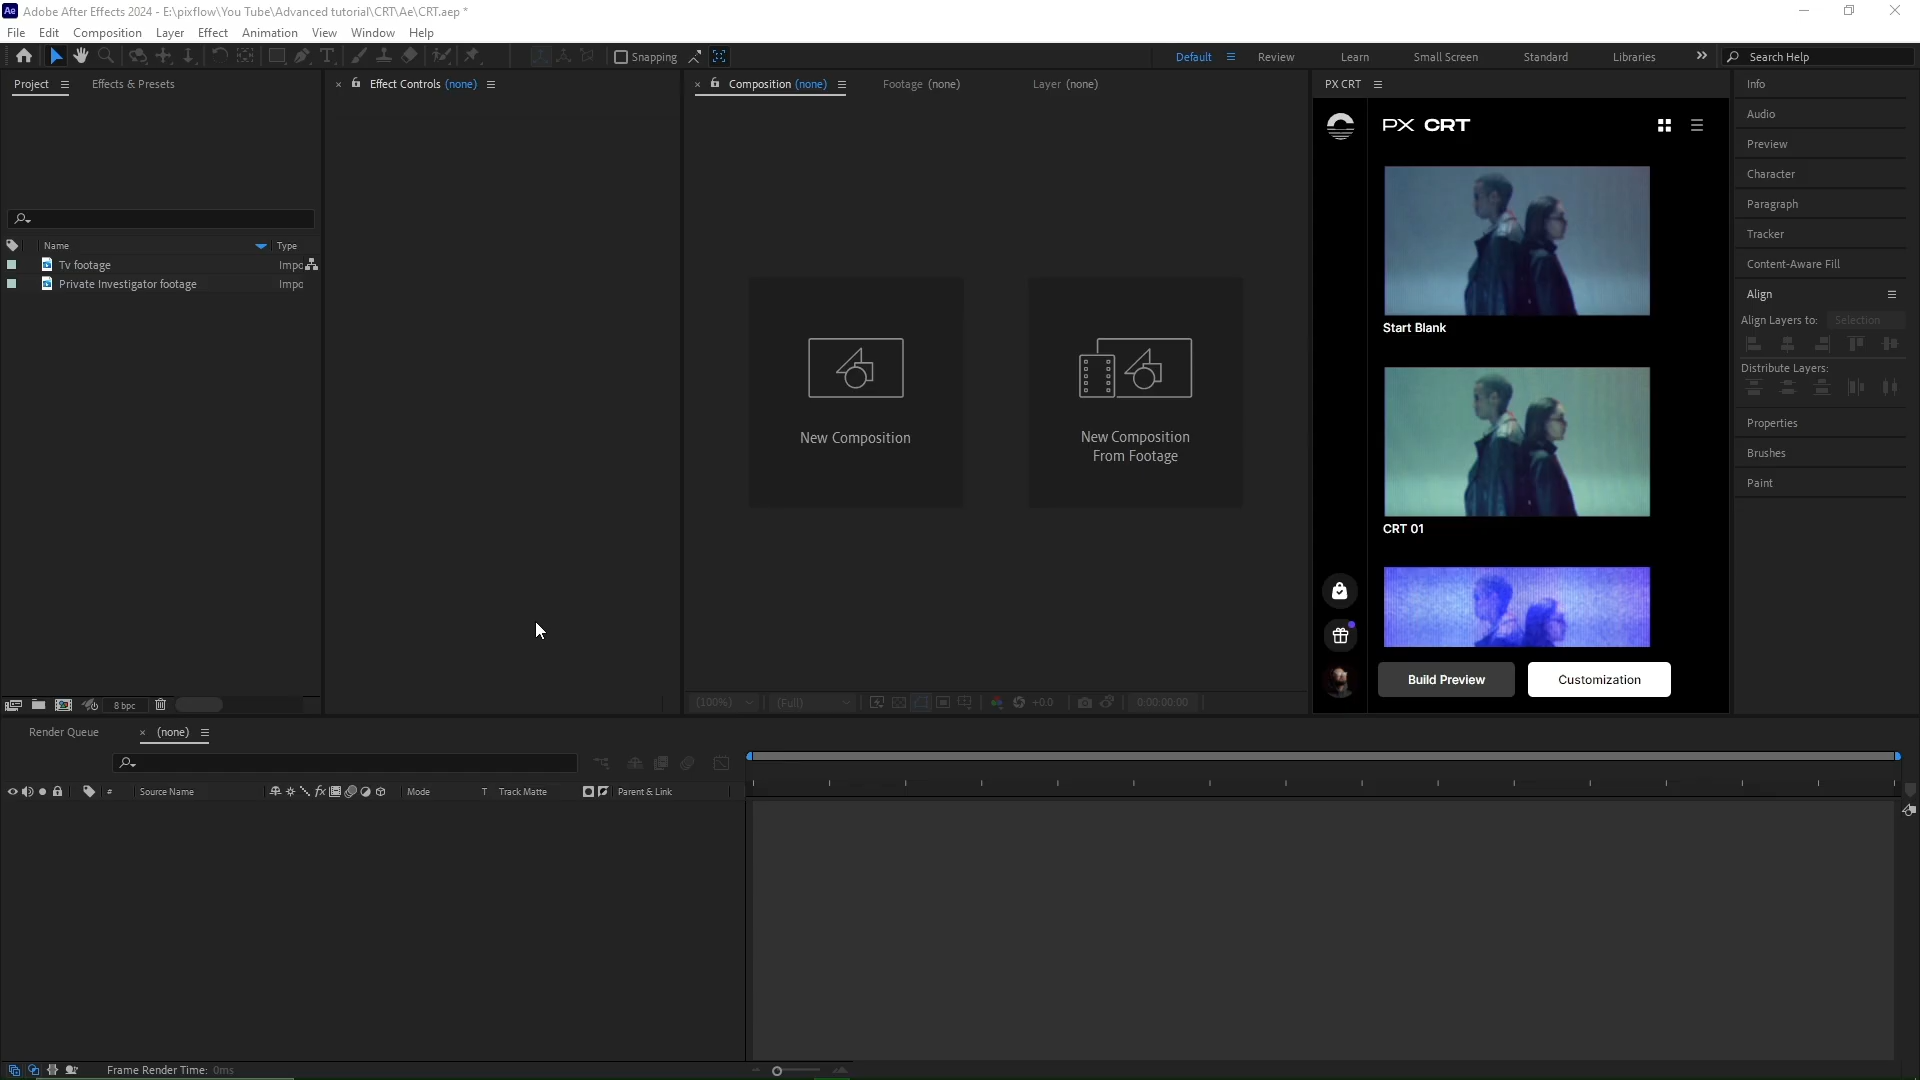 Adobe After Effects 2024 - E:\pixflow\You Tube\Advanced tutorial\CRT\Ae\CRT.aep *
File Edit Composition Layer Effect Animation View Window Help
Snapping Default Review Learn Small Screen Standard Libraries Search Help
Project Effects & Presets Effect Controls (none) Composition (none) Footage (none) Layer (none) PX CRT Info
PX CRT
Audio
Preview
Character
Paragraph
Tracker
Content-Aware Fill
Align
Align Layers to: Selection
Distribute Layers:
Properties
Brushes
Paint
Name Type
Tv footage Impo
Private Investigator footage Impo
New Composition
New Composition
From Footage
Start Blank
CRT 01
Build Preview Customization
8 bpc
(100%) (Full) +0.0 0:00:00:00
Render Queue (none)
# Source Name fx Mode T Track Matte Parent & Link
Frame Render Time: 0ms